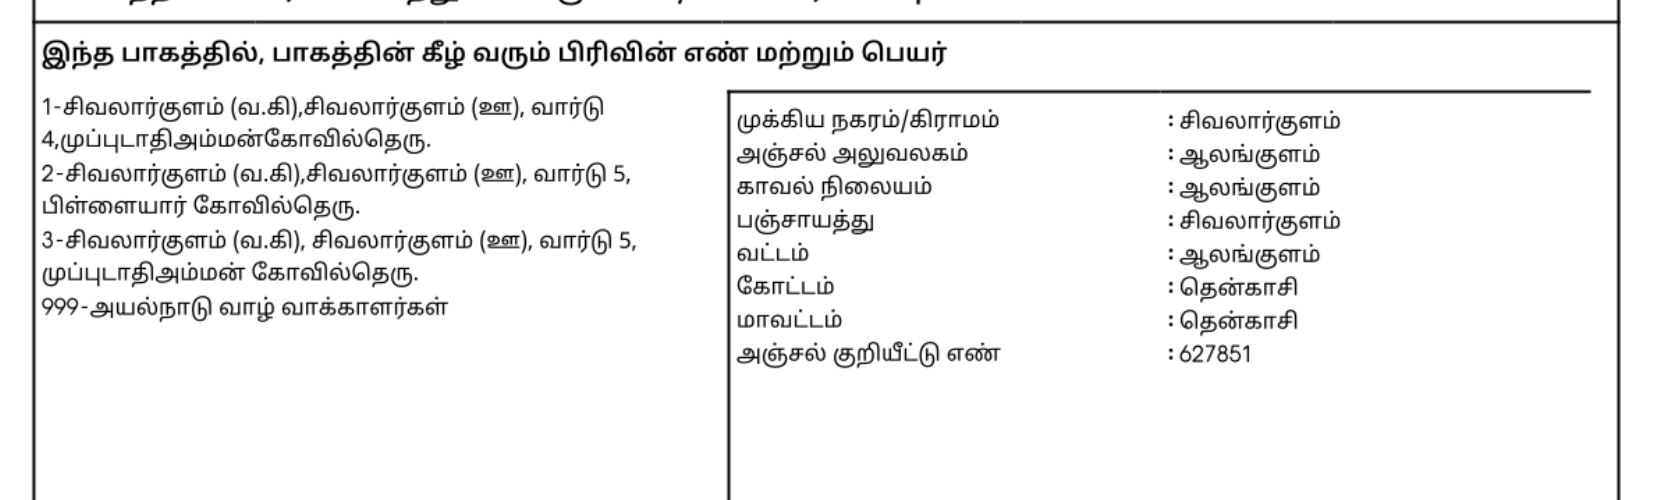 இந்த பாகத்தில், பாகத்தின் கீழ் வரும் பிரிவின் எண் மற்றும் பெயர்
1-சிவலார்குளம் (வ.கி),சிவலார்குளம் (ஊ), வார்டு
4,முப்புடாதிஅம்மன்கோவில்தெரு.
2-சிவலார்குளம் (வ.கி),சிவலார்குளம் (ஊ), வார்டு 5,
பிள்ளையார் கோவில்தெரு.
3-சிவலார்குளம் (வ.கி), சிவலார்குளம் (ஊ), வார்டு 5,
முப்புடாதிஅம்மன் கோவில்தெரு.
999-அயல்நாடு வாழ் வாக்காளர்கள்
முக்கிய நகரம்/கிராமம் : சிவலார்குளம்
அஞ்சல் அலுவலகம் : ஆலங்குளம்
காவல் நிலையம் : ஆலங்குளம்
பஞ்சாயத்து : சிவலார்குளம்
வட்டம் : ஆலங்குளம்
கோட்டம் : தென்காசி
மாவட்டம் : தென்காசி
அஞ்சல் குறியீட்டு எண் : 627851